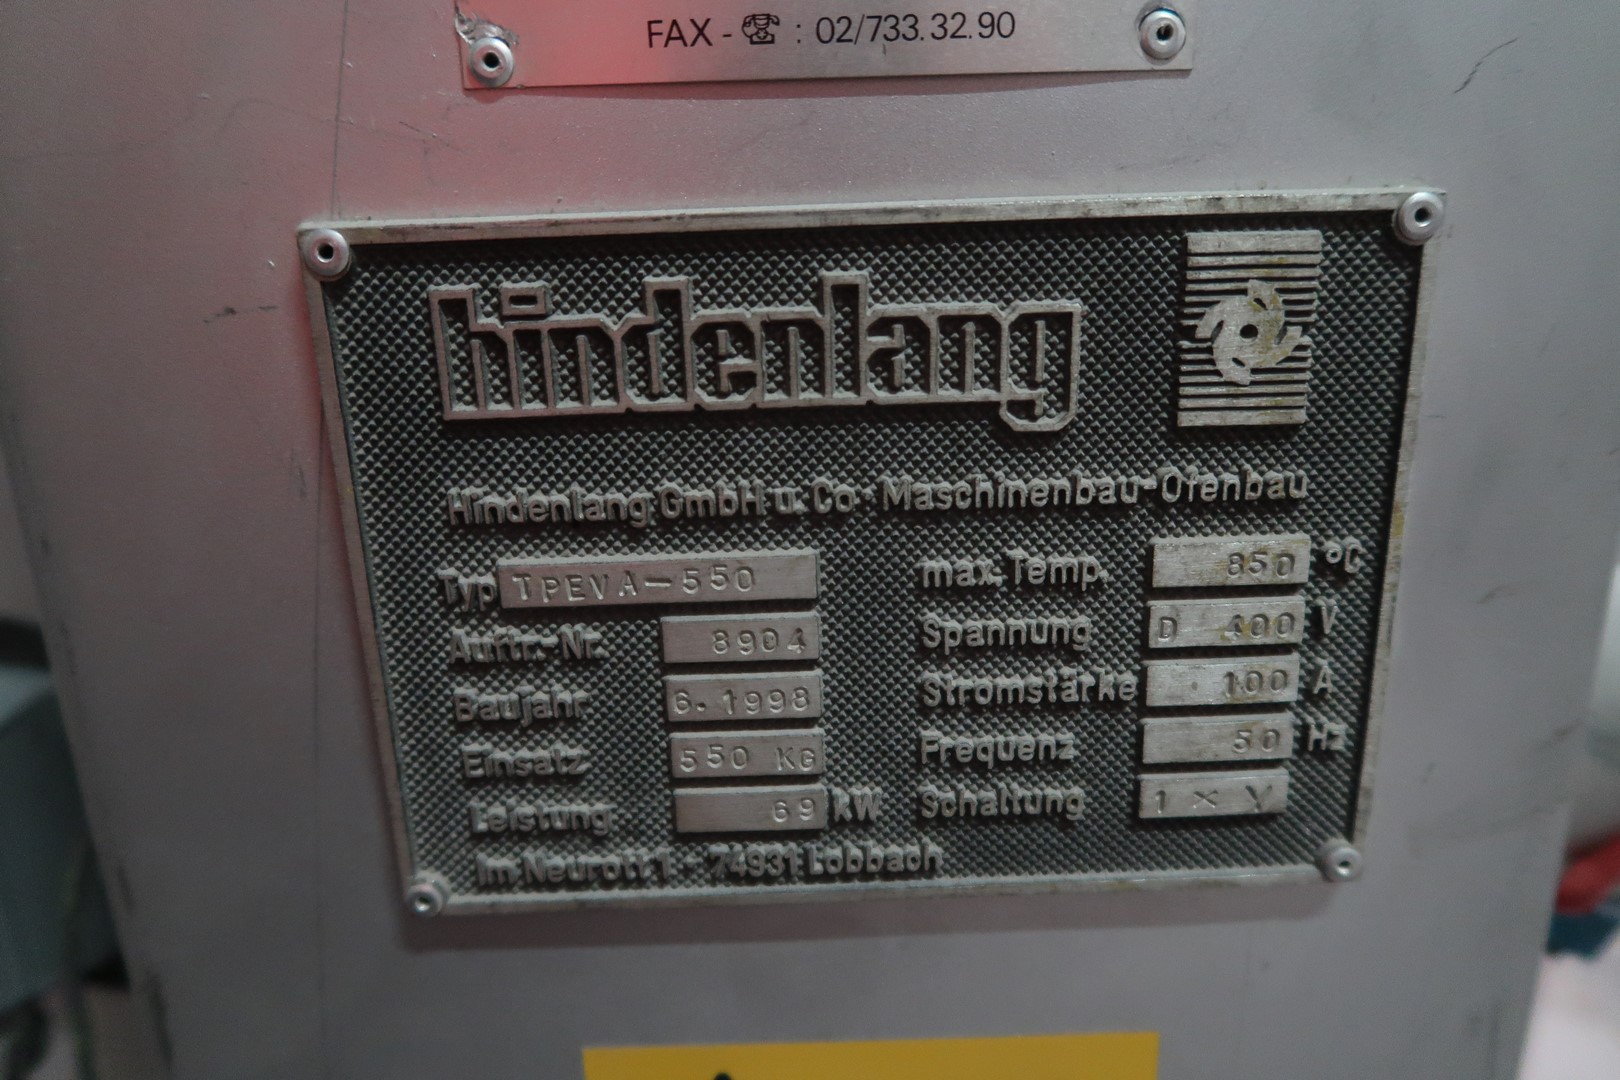 FAX - ☎ : 02/733.32.90
hindenlang
Hindenlang GmbH u. Co Maschinenbau-Ofenbau
Typ TPEVA-550
Auftr.-Nr. 8904
Baujahr 6.1998
Einsatz 550 KG
Leistung 69 kW
max. Temp. 850 °C
Spannung D 400 V
Stromstärke 100 A
Frequenz 50 Hz
Schaltung 1 x Y
Im Neurott 1 - 74931 Lobbach